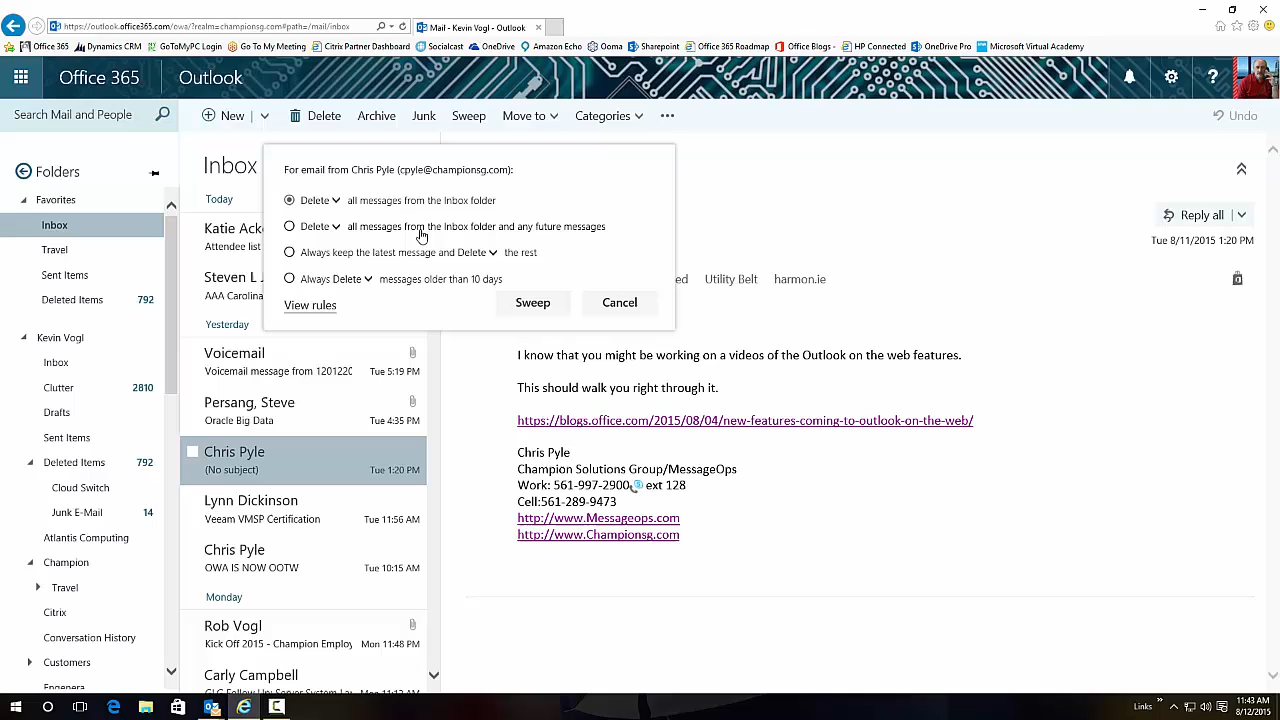 https://outlook.office365.com/owa/?realm=championsg.com#path=/mail/inbox
Mail - Kevin Vogl - Outlook
Office 365 Dynamics CRM GoToMyPC Login Go To My Meeting Citrix Partner Dashboard Socialcast OneDrive Amazon Echo Ooma Sharepoint Office 365 Roadmap Office Blogs - HP Connected OneDrive Pro Microsoft Virtual Academy
Office 365 Outlook
Search Mail and People
New Delete Archive Junk Sweep Move to Categories Undo
Folders
Favorites
Inbox
Travel
Sent Items
Deleted Items 792
Kevin Vogl
Inbox
Clutter 2810
Drafts
Sent Items
Deleted Items 792
Cloud Switch
Junk E-Mail 14
Atlantis Computing
Champion
Travel
Citrix
Conversation History
Customers
Engenera
Inbox
Today
Katie Ack
Attendee list
Steven L J
AAA Carolina
Yesterday
Voicemail
Voicemail message from 1201220 Tue 5:19 PM
Persang, Steve
Oracle Big Data Tue 4:35 PM
Chris Pyle
(No subject) Tue 1:20 PM
Lynn Dickinson
Veeam VMSP Certification Tue 11:56 AM
Chris Pyle
OWA IS NOW OOTW Tue 10:15 AM
Monday
Rob Vogl
Kick Off 2015 - Champion Employ Mon 11:48 PM
Carly Campbell
For email from Chris Pyle (cpyle@championsg.com):
Delete all messages from the Inbox folder
Delete all messages from the Inbox folder and any future messages
Always keep the latest message and Delete the rest
Always Delete messages older than 10 days
View rules Sweep Cancel
Reply all
Tue 8/11/2015 1:20 PM
ed Utility Belt harmon.ie
I know that you might be working on a videos of the Outlook on the web features.
This should walk you right through it.
https://blogs.office.com/2015/08/04/new-features-coming-to-outlook-on-the-web/
Chris Pyle
Champion Solutions Group/MessageOps
Work: 561-997-2900 ext 128
Cell:561-289-9473
http://www.Messageops.com
http://www.Championsg.com
Links
11:43 AM
8/12/2015